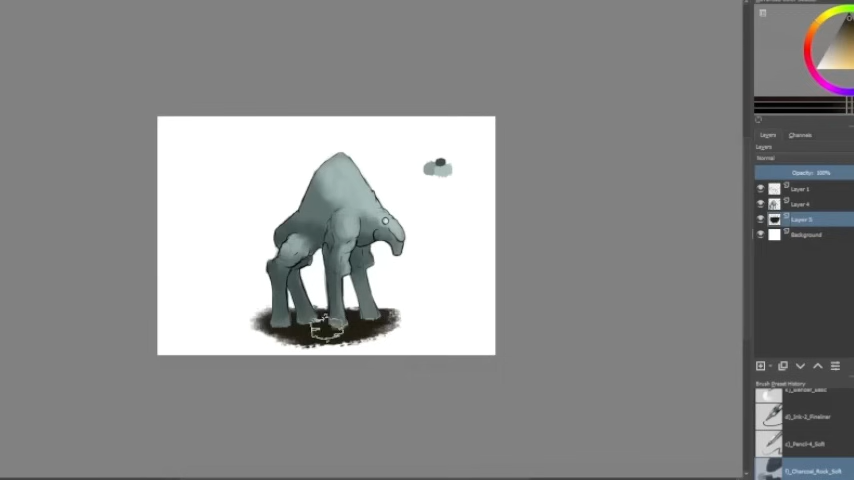 Layers Channels
Layers
Normal
Opacity: 100%
Layer 1
Layer 4
Layer 5
Background
Brush Preset History
d)_Ink-2_Fineliner
c)_Pencil-4_Soft
f)_Charcoal_Rock_Soft